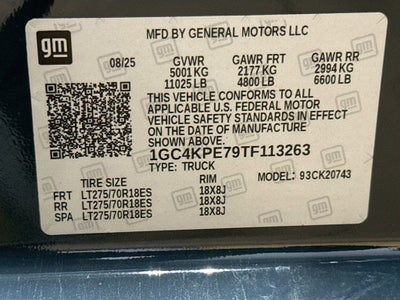 gm
MFD BY GENERAL MOTORS LLC
08/25 GVWR GAWR FRT GAWR RR
5001 KG 2177 KG 2994 KG
11025 LB 4800 LB 6600 LB
THIS VEHICLE CONFORMS TO ALL
APPLICABLE U.S. FEDERAL MOTOR
VEHICLE SAFETY STANDARDS IN EFFECT ON
THE DATE OF MANUFACTURE
SHOWN ABOVE.
1GC4KPE79TF113263
TYPE: TRUCK MODEL: 93CK20743
TIRE SIZE RIM
FRT LT275/70R18ES 18X8J
RR LT275/70R18ES 18X8J
SPA LT275/70R18ES 18X8J